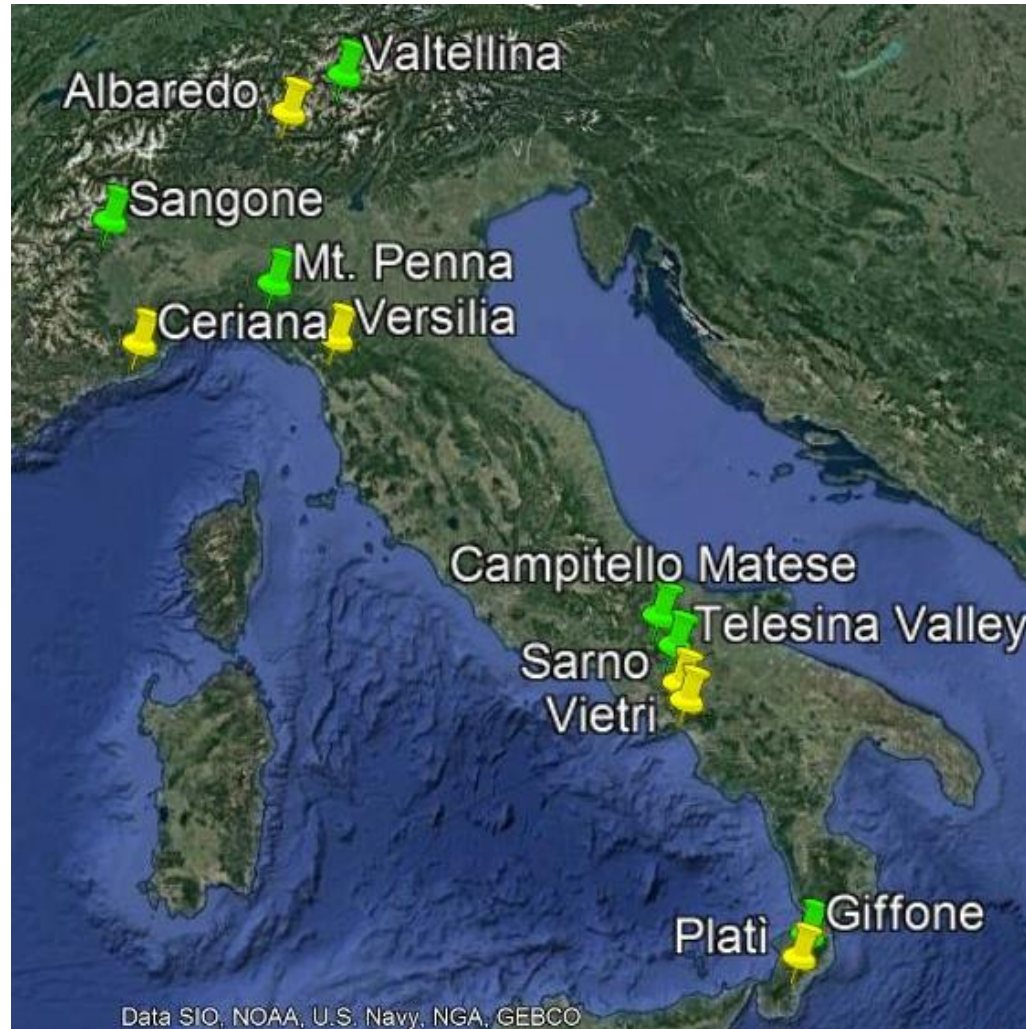 Valtellina
Albaredo
Sangone
Mt. Penna
Ceriana
Versilia
Campitello Matese
Telesina Valley
Sarno
Vietri
Giffone
Platì
Data SIO, NOAA, U.S. Navy, NGA, GEBCO